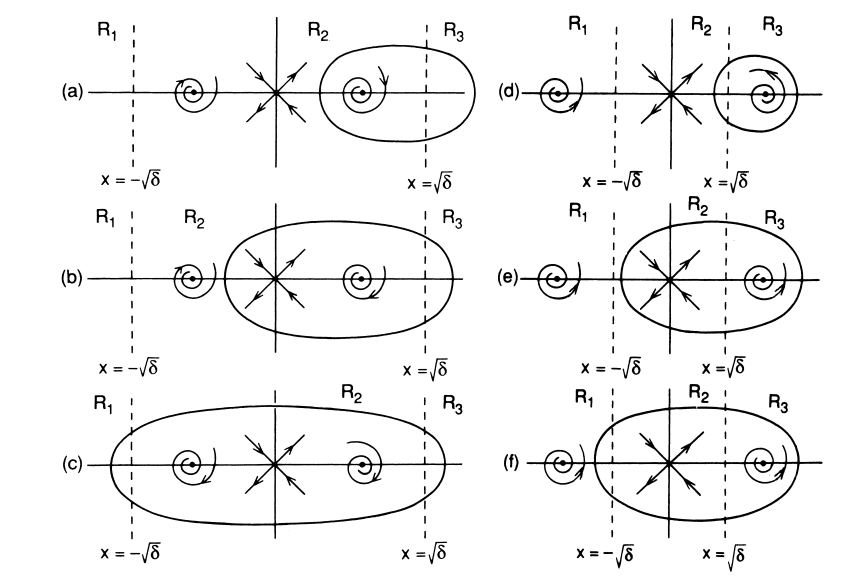 R₁ R₂ R₃
(a)
x = −√δ x = √δ
R₁ R₂ R₃
(b)
x = −√δ x = √δ
R₁ R₂ R₃
(c)
x = −√δ x = √δ
R₁ R₂ R₃
(d)
x = −√δ x = √δ
R₁ R₂ R₃
(e)
x = −√δ x = √δ
R₁ R₂ R₃
(f)
x = −√δ x = √δ